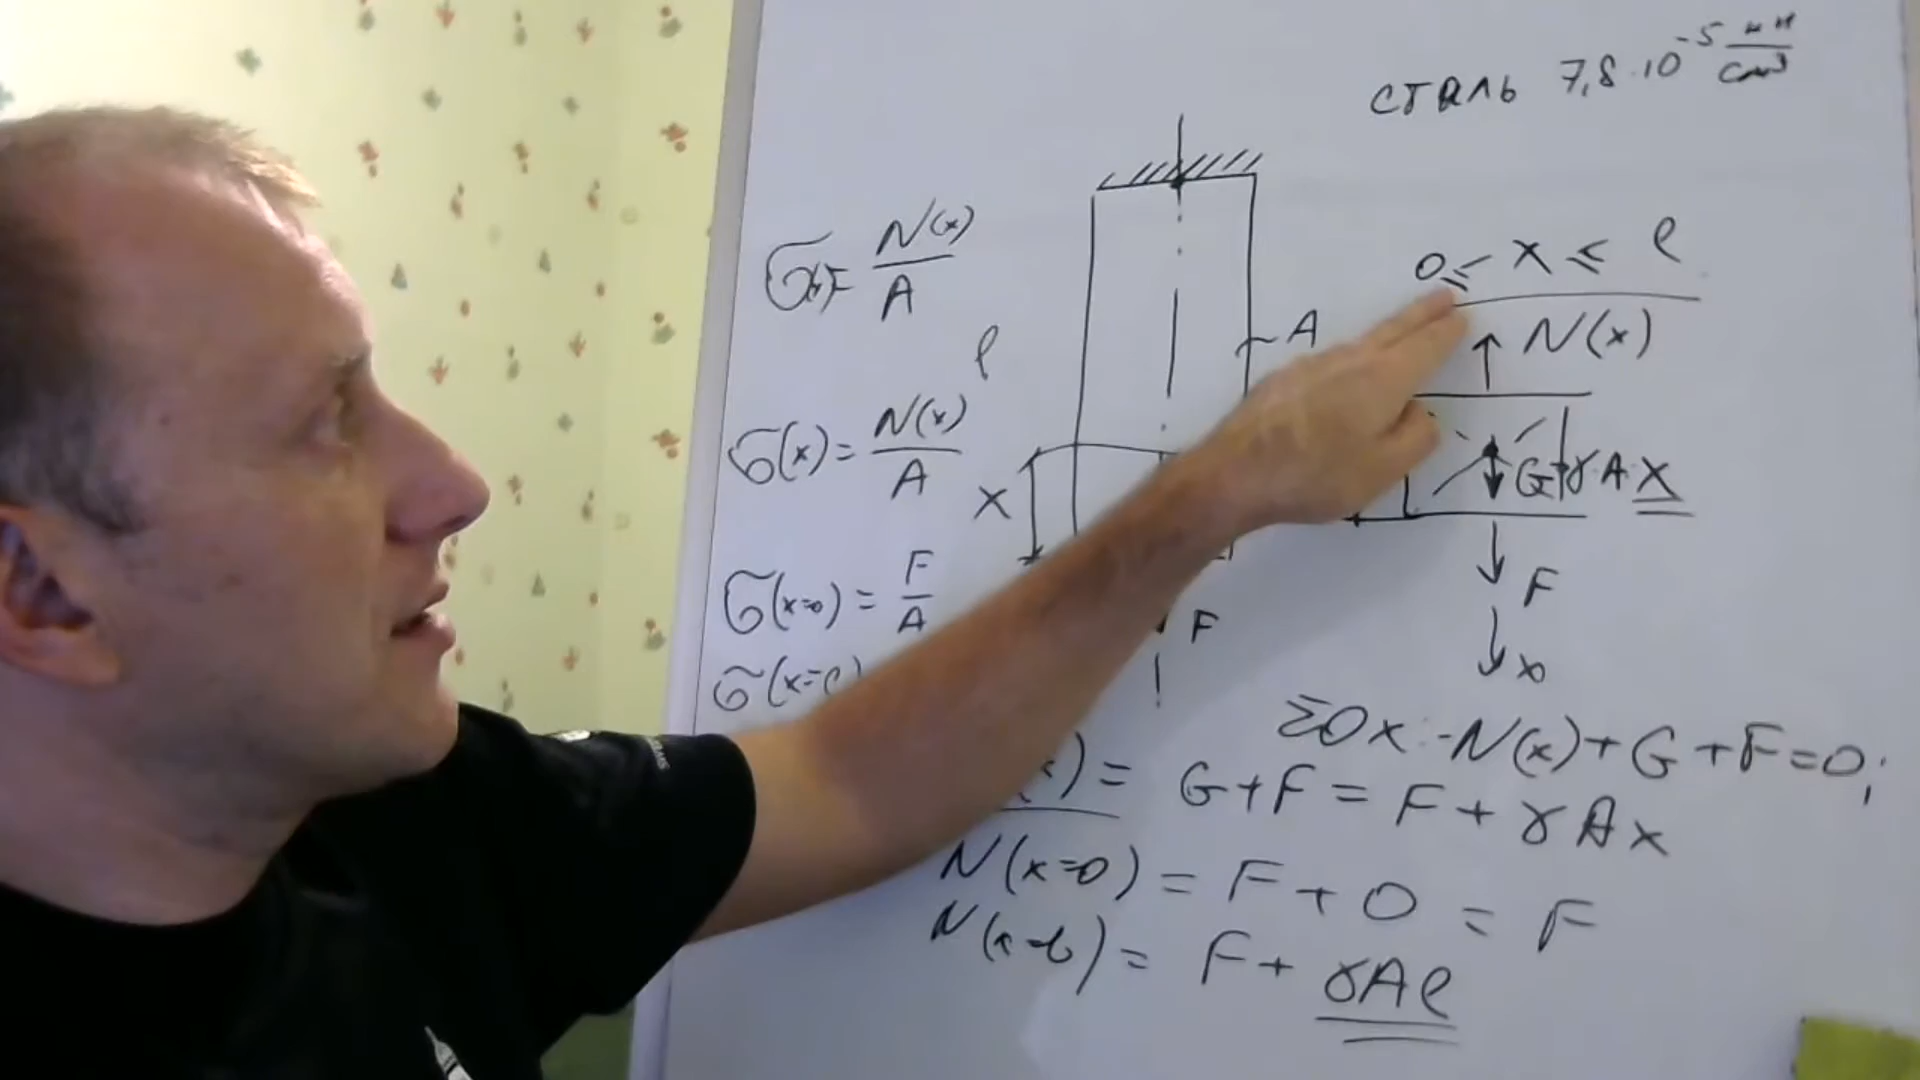 сталь 7,8·10⁻⁵ кн/см³
σ(x)= N(x)/A
0 ≤ x ≤ ℓ
A
N(x)
ℓ
σ(x)= N(x)/A
x
G=γAx
F
σ(x=0) = F/A
F
σ(x=ℓ)
x
ΣOx: -N(x)+G+F=0;
x) = G+F = F+γAx
N(x=0) = F+0 = F
N(x=ℓ) = F+γAℓ